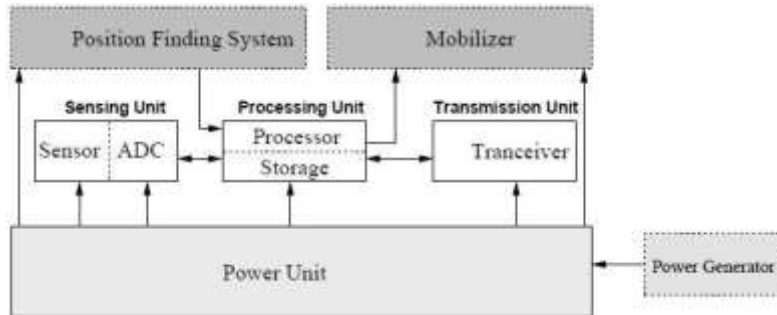 Position Finding System
Mobilizer
Sensing Unit
Processing Unit
Transmission Unit
Sensor
ADC
Processor
Storage
Tranceiver
Power Unit
Power Generator